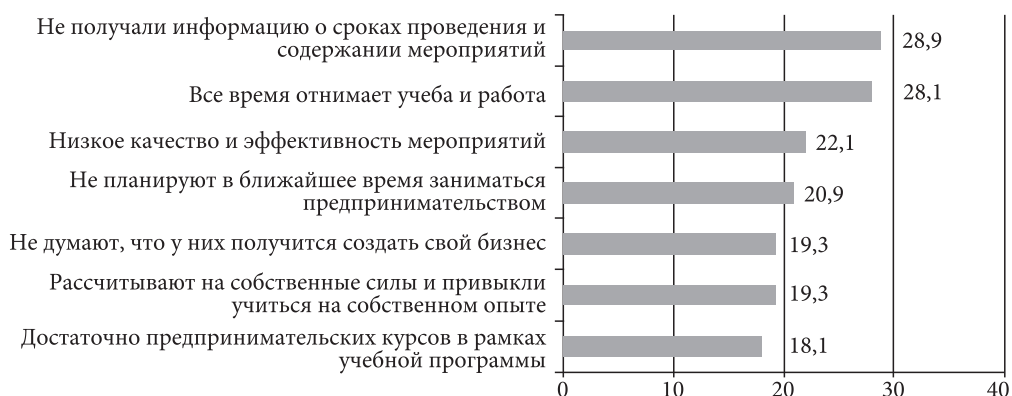 Не получали информацию о сроках проведения и
содержании мероприятий
28,9
Все время отнимает учеба и работа
28,1
Низкое качество и эффективность мероприятий
22,1
Не планируют в ближайшее время заниматься
предпринимательством
20,9
Не думают, что у них получится создать свой бизнес
19,3
Рассчитывают на собственные силы и привыкли
учиться на собственном опыте
19,3
Достаточно предпринимательских курсов в рамках
учебной программы
18,1
0 10 20 30 40